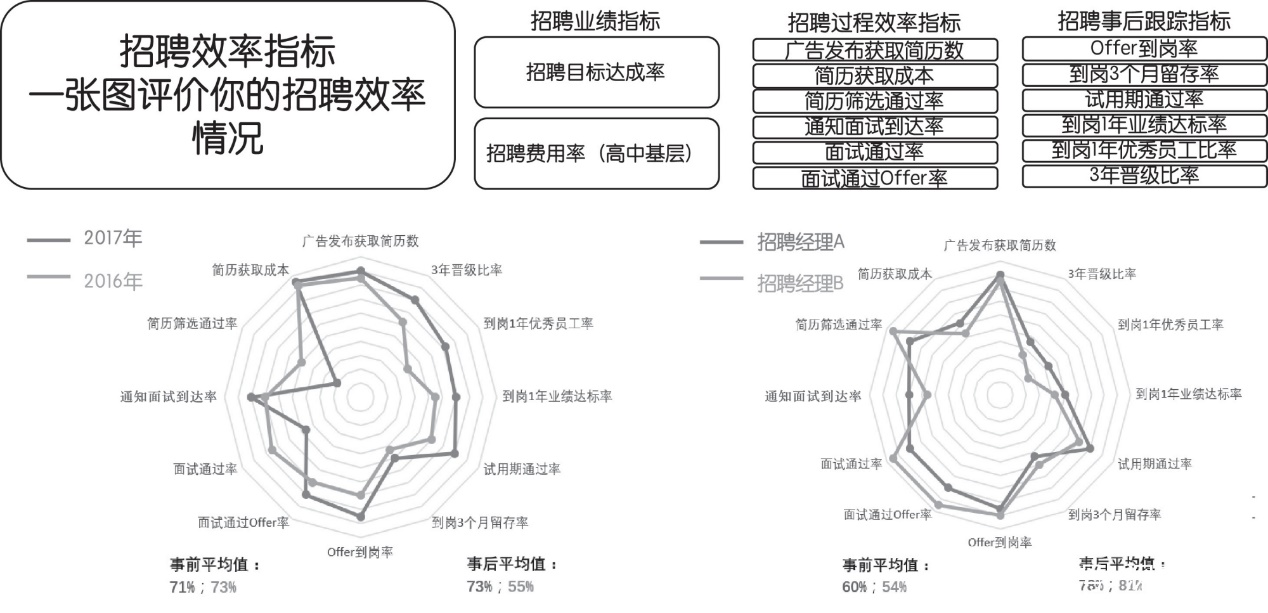 招聘效率指标
一张图评价你的招聘效率
情况
招聘业绩指标
招聘目标达成率
招聘费用率（高中基层）
招聘过程效率指标
广告发布获取简历数
简历获取成本
简历筛选通过率
通知面试到达率
面试通过率
面试通过Offer率
招聘事后跟踪指标
Offer到岗率
到岗3个月留存率
试用期通过率
到岗1年业绩达标率
到岗1年优秀员工比率
3年晋级比率
2017年
2016年
广告发布获取简历数
3年晋级比率
到岗1年优秀员工率
到岗1年业绩达标率
试用期通过率
到岗3个月留存率
Offer到岗率
面试通过Offer率
面试通过率
通知面试到达率
简历筛选通过率
简历获取成本
事前平均值：
71%；73%
事后平均值：
73%；55%
招聘经理A
招聘经理B
广告发布获取简历数
3年晋级比率
到岗1年优秀员工率
到岗1年业绩达标率
试用期通过率
到岗3个月留存率
Offer到岗率
面试通过Offer率
面试通过率
通知面试到达率
简历筛选通过率
简历获取成本
事前平均值：
60%；54%
事后平均值：